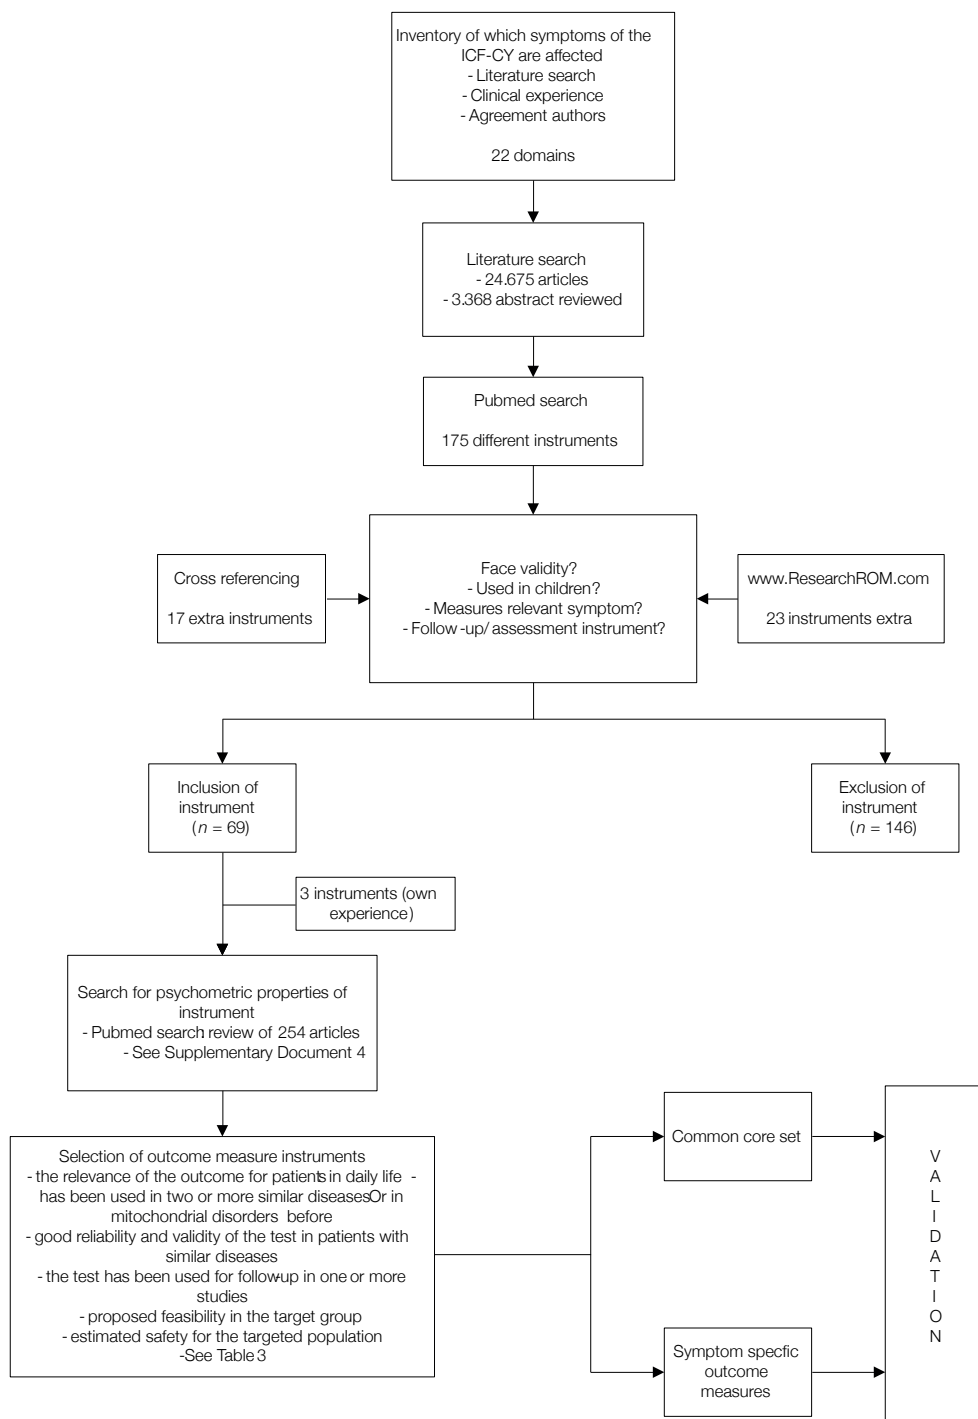 Inventory of which symptoms of the
ICF-CY are affected
- Literature search
- Clinical experience
- Agreement authors
22 domains
Literature search
- 24.675 articles
- 3.368 abstract reviewed
Pubmed search
175 different instruments
Face validity?
- Used in children?
- Measures relevant symptom?
- Follow-up/ assessment instrument?
Cross referencing
17 extra instruments
www.ResearchROM.com
23 instruments extra
Inclusion of
instrument
(n = 69)
Exclusion of
instrument
(n = 146)
3 instruments (own
experience)
Search for psychometric properties of
instrument
- Pubmed search: review of 254 articles
- See Supplementary Document 4
Selection of outcome measure instruments
- the relevance of the outcome for patients in daily life -
has been used in two or more similar diseasesOr in
mitochondrial disorders before
- good reliability and validity of the test in patients with
similar diseases
- the test has been used for follow-up in one or more
studies
- proposed feasibility in the target group
- estimated safety for the targeted population
-See Table 3
Common core set
Symptom specfic
outcome
measures
V
A
L
I
D
A
T
I
O
N